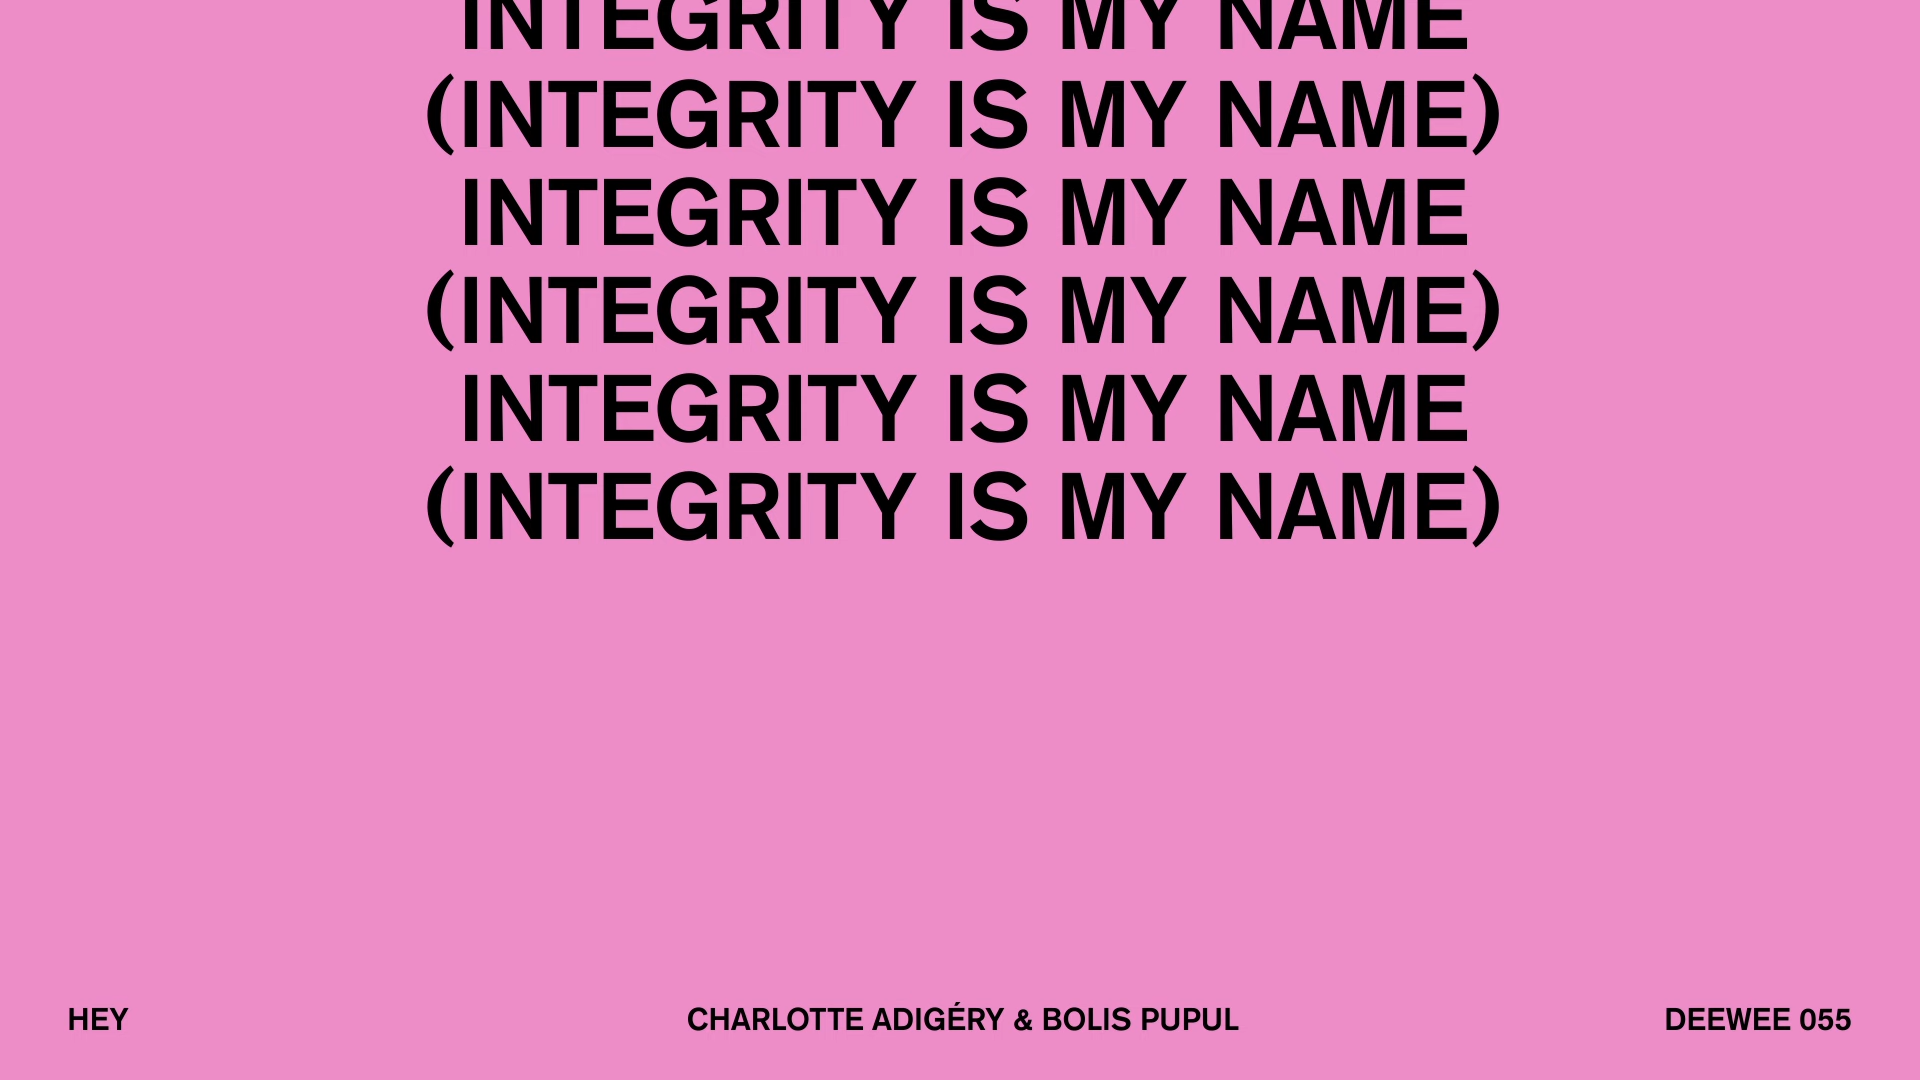 INTEGRITY IS MY NAME
(INTEGRITY IS MY NAME)
INTEGRITY IS MY NAME
(INTEGRITY IS MY NAME)
INTEGRITY IS MY NAME
(INTEGRITY IS MY NAME)
HEY
CHARLOTTE ADIGÉRY & BOLIS PUPUL
DEEWEE 055